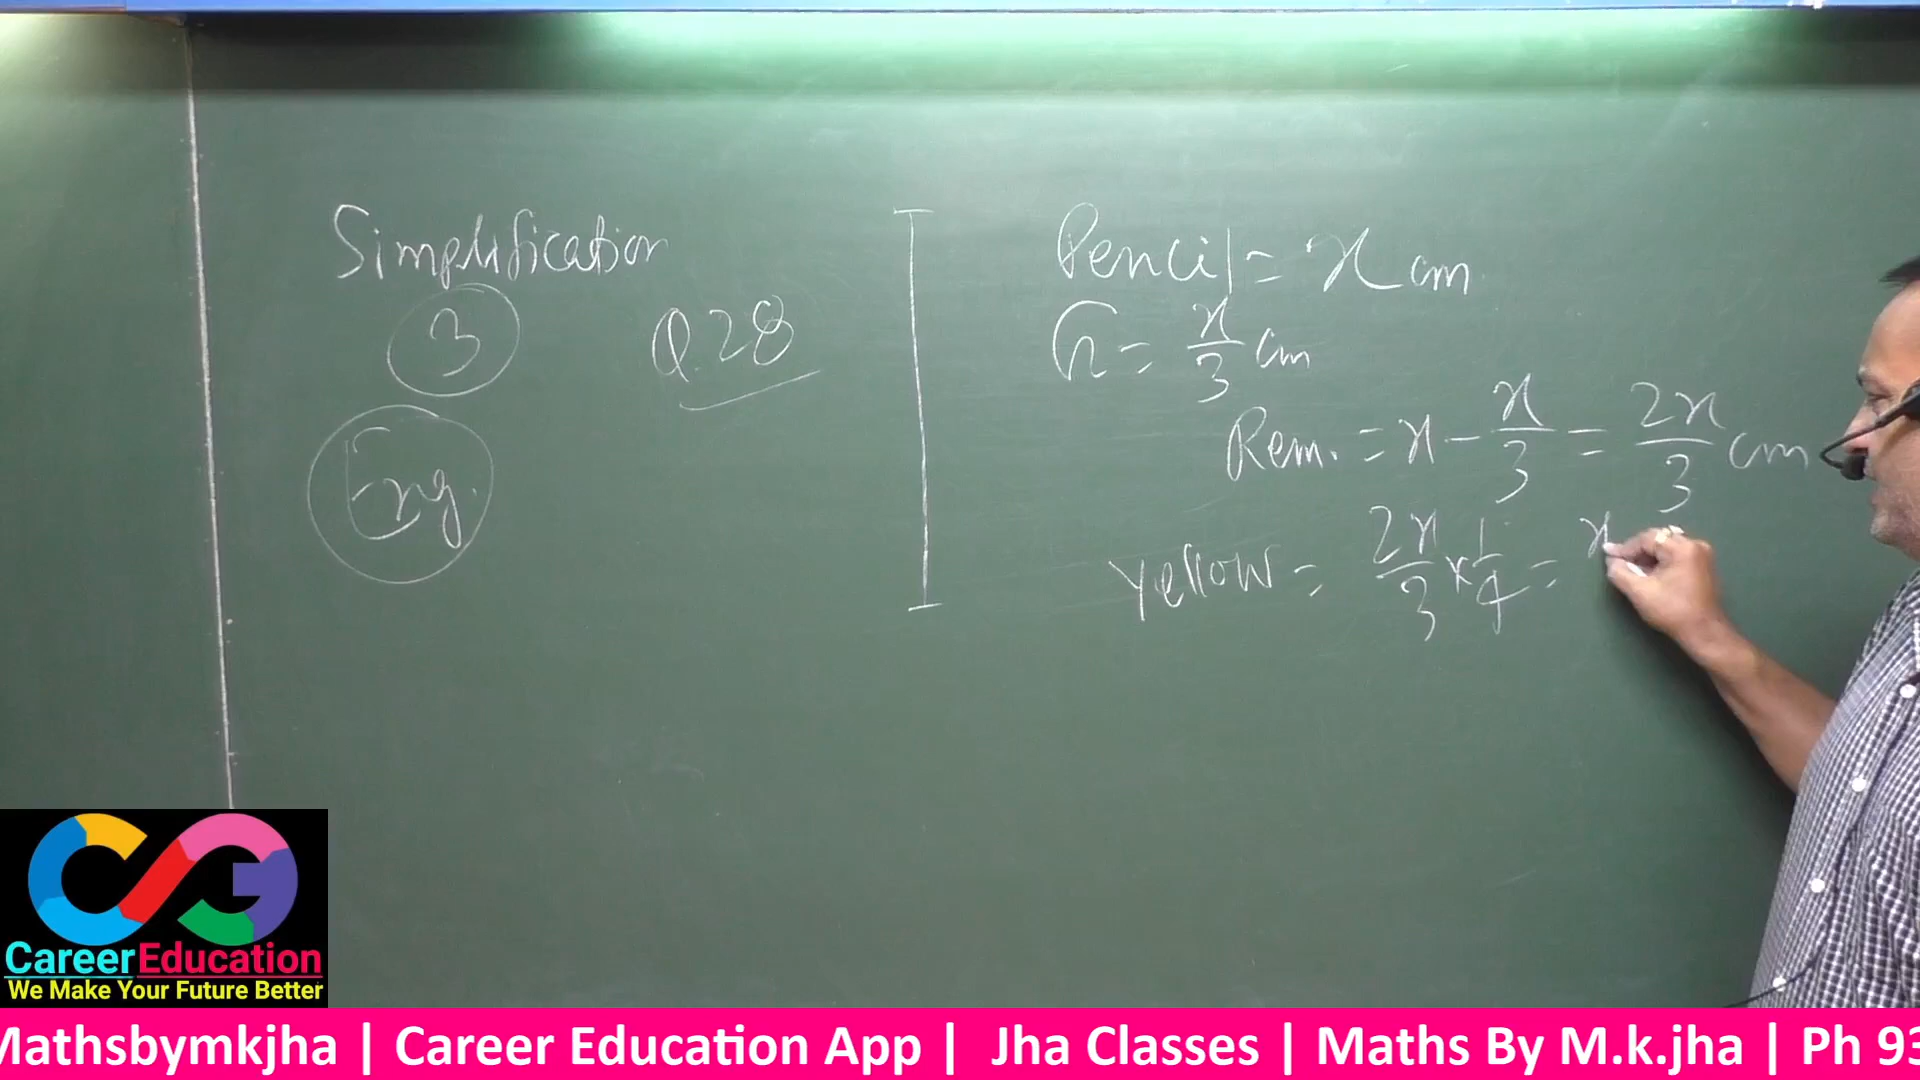 Simplification
3 Q.28
Eng.
Pencil = x cm
G = x/3 cm
Rem. = x - x/3 = 2x/3 cm
Yellow = 2x/3 × 1/4 = x
CareerEducation
We Make Your Future Better
Mathsbymkjha | Career Education App | Jha Classes | Maths By M.k.jha | Ph 93